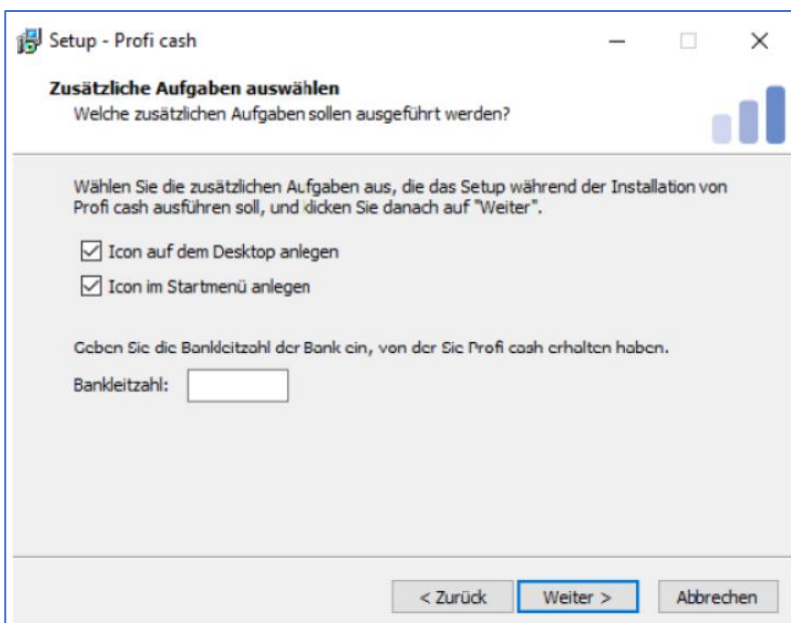 Setup - Profi cash
Zusätzliche Aufgaben auswählen
Welche zusätzlichen Aufgaben sollen ausgeführt werden?
Wählen Sie die zusätzlichen Aufgaben aus, die das Setup während der Installation von
Profi cash ausführen soll, und klicken Sie danach auf "Weiter".
Icon auf dem Desktop anlegen
Icon im Startmenü anlegen
Geben Sie die Bankleitzahl der Bank ein, von der Sie Profi cash erhalten haben.
Bankleitzahl:
< Zurück
Weiter >
Abbrechen